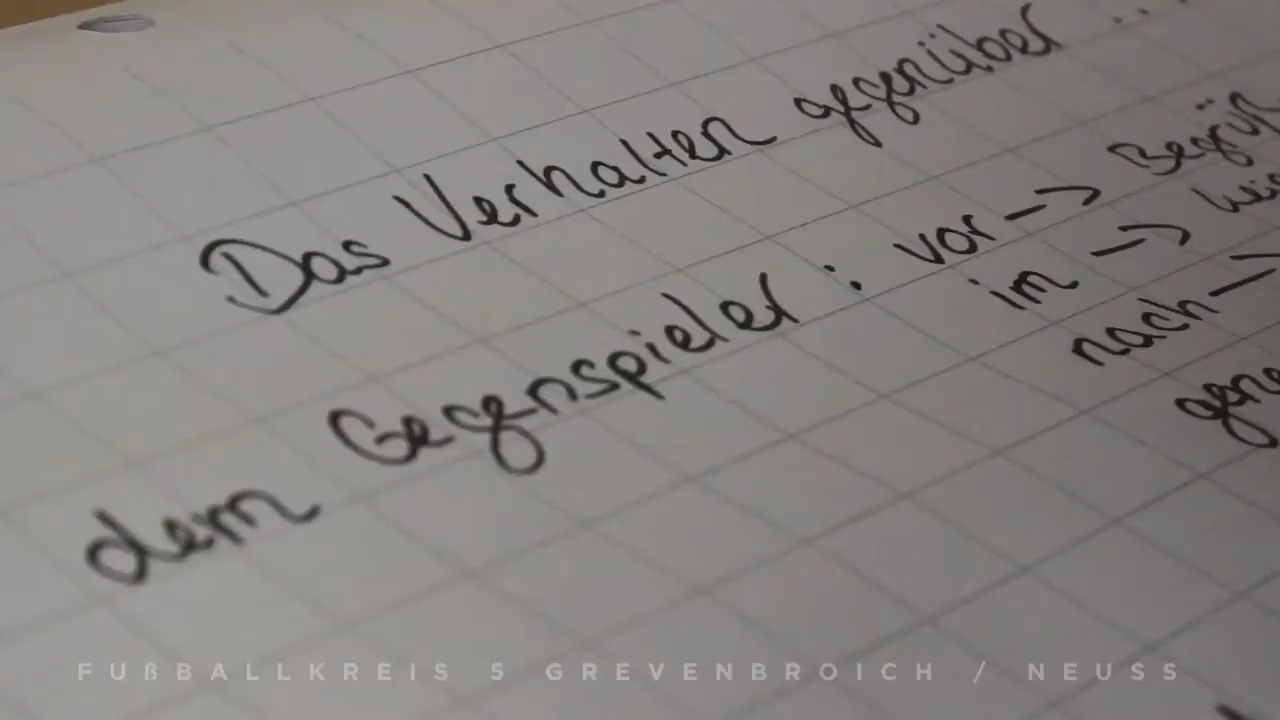 Das Verhalten gegenüber ...
dem Gegenspieler : vor –>
im –>
nach –>
FUßBALLKREIS 5 GREVENBROICH / NEUSS